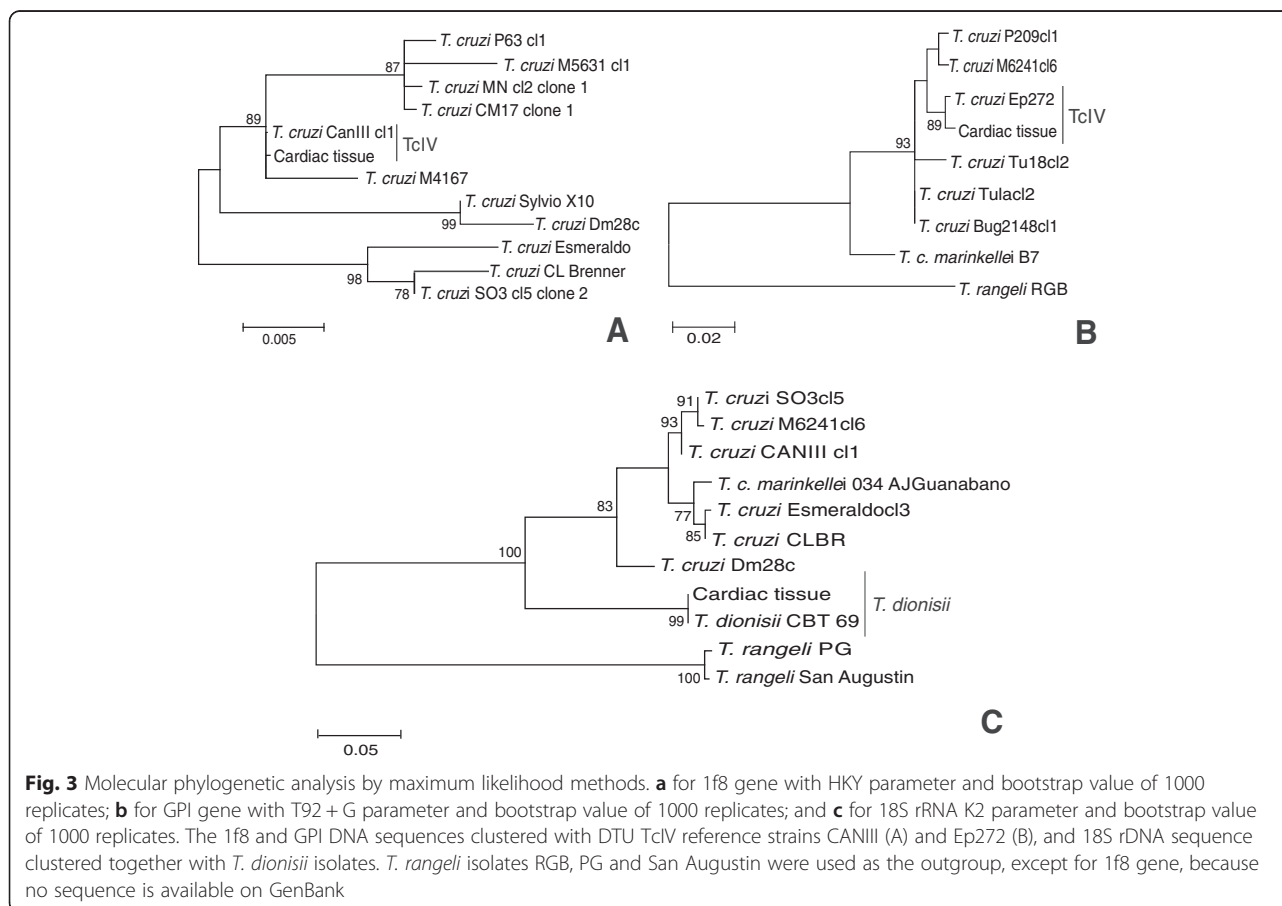 T. cruzi P63 cl1
87
T. cruzi M5631 cl1
T. cruzi MN cl2 clone 1
T. cruzi CM17 clone 1
89
T. cruzi CanIII cl1
TcIV
Cardiac tissue
T. cruzi M4167
T. cruzi Sylvio X10
99
T. cruzi Dm28c
T. cruzi Esmeraldo
98
T. cruzi CL Brenner
78
T. cruzi SO3 cl5 clone 2
0.005
A
T. cruzi P209cl1
T. cruzi M6241cl6
T. cruzi Ep272
TcIV
89
Cardiac tissue
93
T. cruzi Tu18cl2
T. cruzi Tulacl2
T. cruzi Bug2148cl1
T. c. marinkellei B7
T. rangeli RGB
0.02
B
91
T. cruzi SO3cl5
93
T. cruzi M6241cl6
T. cruzi CANIII cl1
T. c. marinkellei 034 AJGuanabano
83
77
T. cruzi Esmeraldocl3
85
T. cruzi CLBR
100
T. cruzi Dm28c
Cardiac tissue
T. dionisii
99
T. dionisii CBT 69
T. rangeli PG
100
T. rangeli San Augustin
0.05
C
Fig. 3 Molecular phylogenetic analysis by maximum likelihood methods. a for 1f8 gene with HKY parameter and bootstrap value of 1000
replicates; b for GPI gene with T92 + G parameter and bootstrap value of 1000 replicates; and c for 18S rRNA K2 parameter and bootstrap value
of 1000 replicates. The 1f8 and GPI DNA sequences clustered with DTU TcIV reference strains CANIII (A) and Ep272 (B), and 18S rDNA sequence
clustered together with T. dionisii isolates. T. rangeli isolates RGB, PG and San Augustin were used as the outgroup, except for 1f8 gene, because
no sequence is available on GenBank